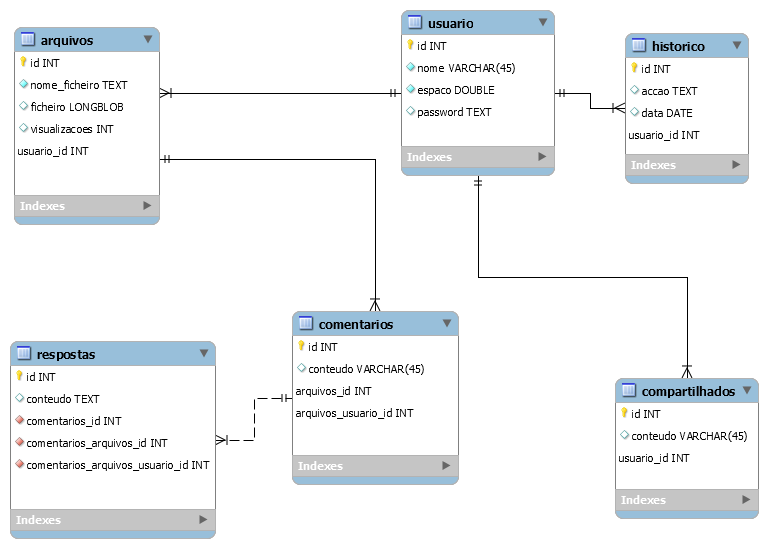 arquivos
id INT
nome_ficheiro TEXT
ficheiro LONGBLOB
visualizacoes INT
usuario_id INT
Indexes
usuario
id INT
nome VARCHAR(45)
espaco DOUBLE
password TEXT
Indexes
historico
id INT
accao TEXT
data DATE
usuario_id INT
Indexes
respostas
id INT
conteudo TEXT
comentarios_id INT
comentarios_arquivos_id INT
comentarios_arquivos_usuario_id INT
Indexes
comentarios
id INT
conteudo VARCHAR(45)
arquivos_id INT
arquivos_usuario_id INT
Indexes
compartilhados
id INT
conteudo VARCHAR(45)
usuario_id INT
Indexes